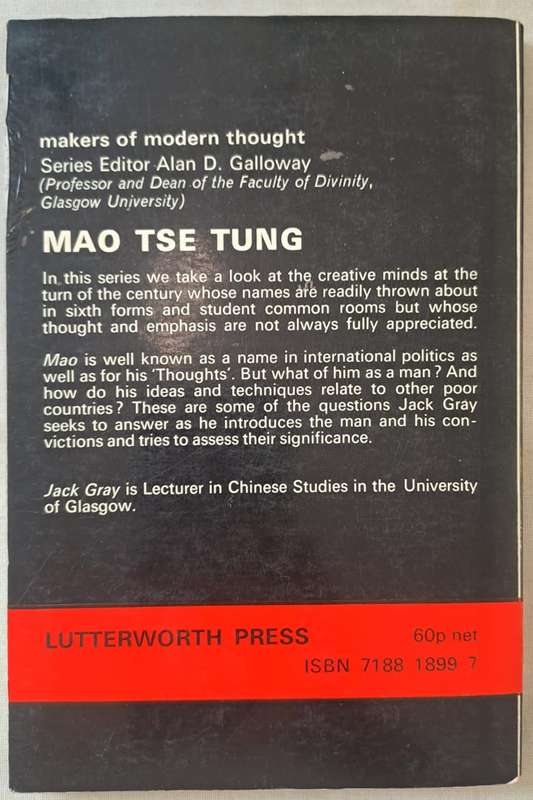 makers of modern thought
Series Editor Alan D. Galloway
(Professor and Dean of the Faculty of Divinity,
Glasgow University)
MAO TSE TUNG
In this series we take a look at the creative minds at the
turn of the century whose names are readily thrown about
in sixth forms and student common rooms but whose
thought and emphasis are not always fully appreciated.
Mao is well known as a name in international politics as
well as for his 'Thoughts'. But what of him as a man? And
how do his ideas and techniques relate to other poor
countries? These are some of the questions Jack Gray
seeks to answer as he introduces the man and his con-
victions and tries to assess their significance.
Jack Gray is Lecturer in Chinese Studies in the University
of Glasgow.
LUTTERWORTH PRESS
60p net
ISBN 7188 1899 7